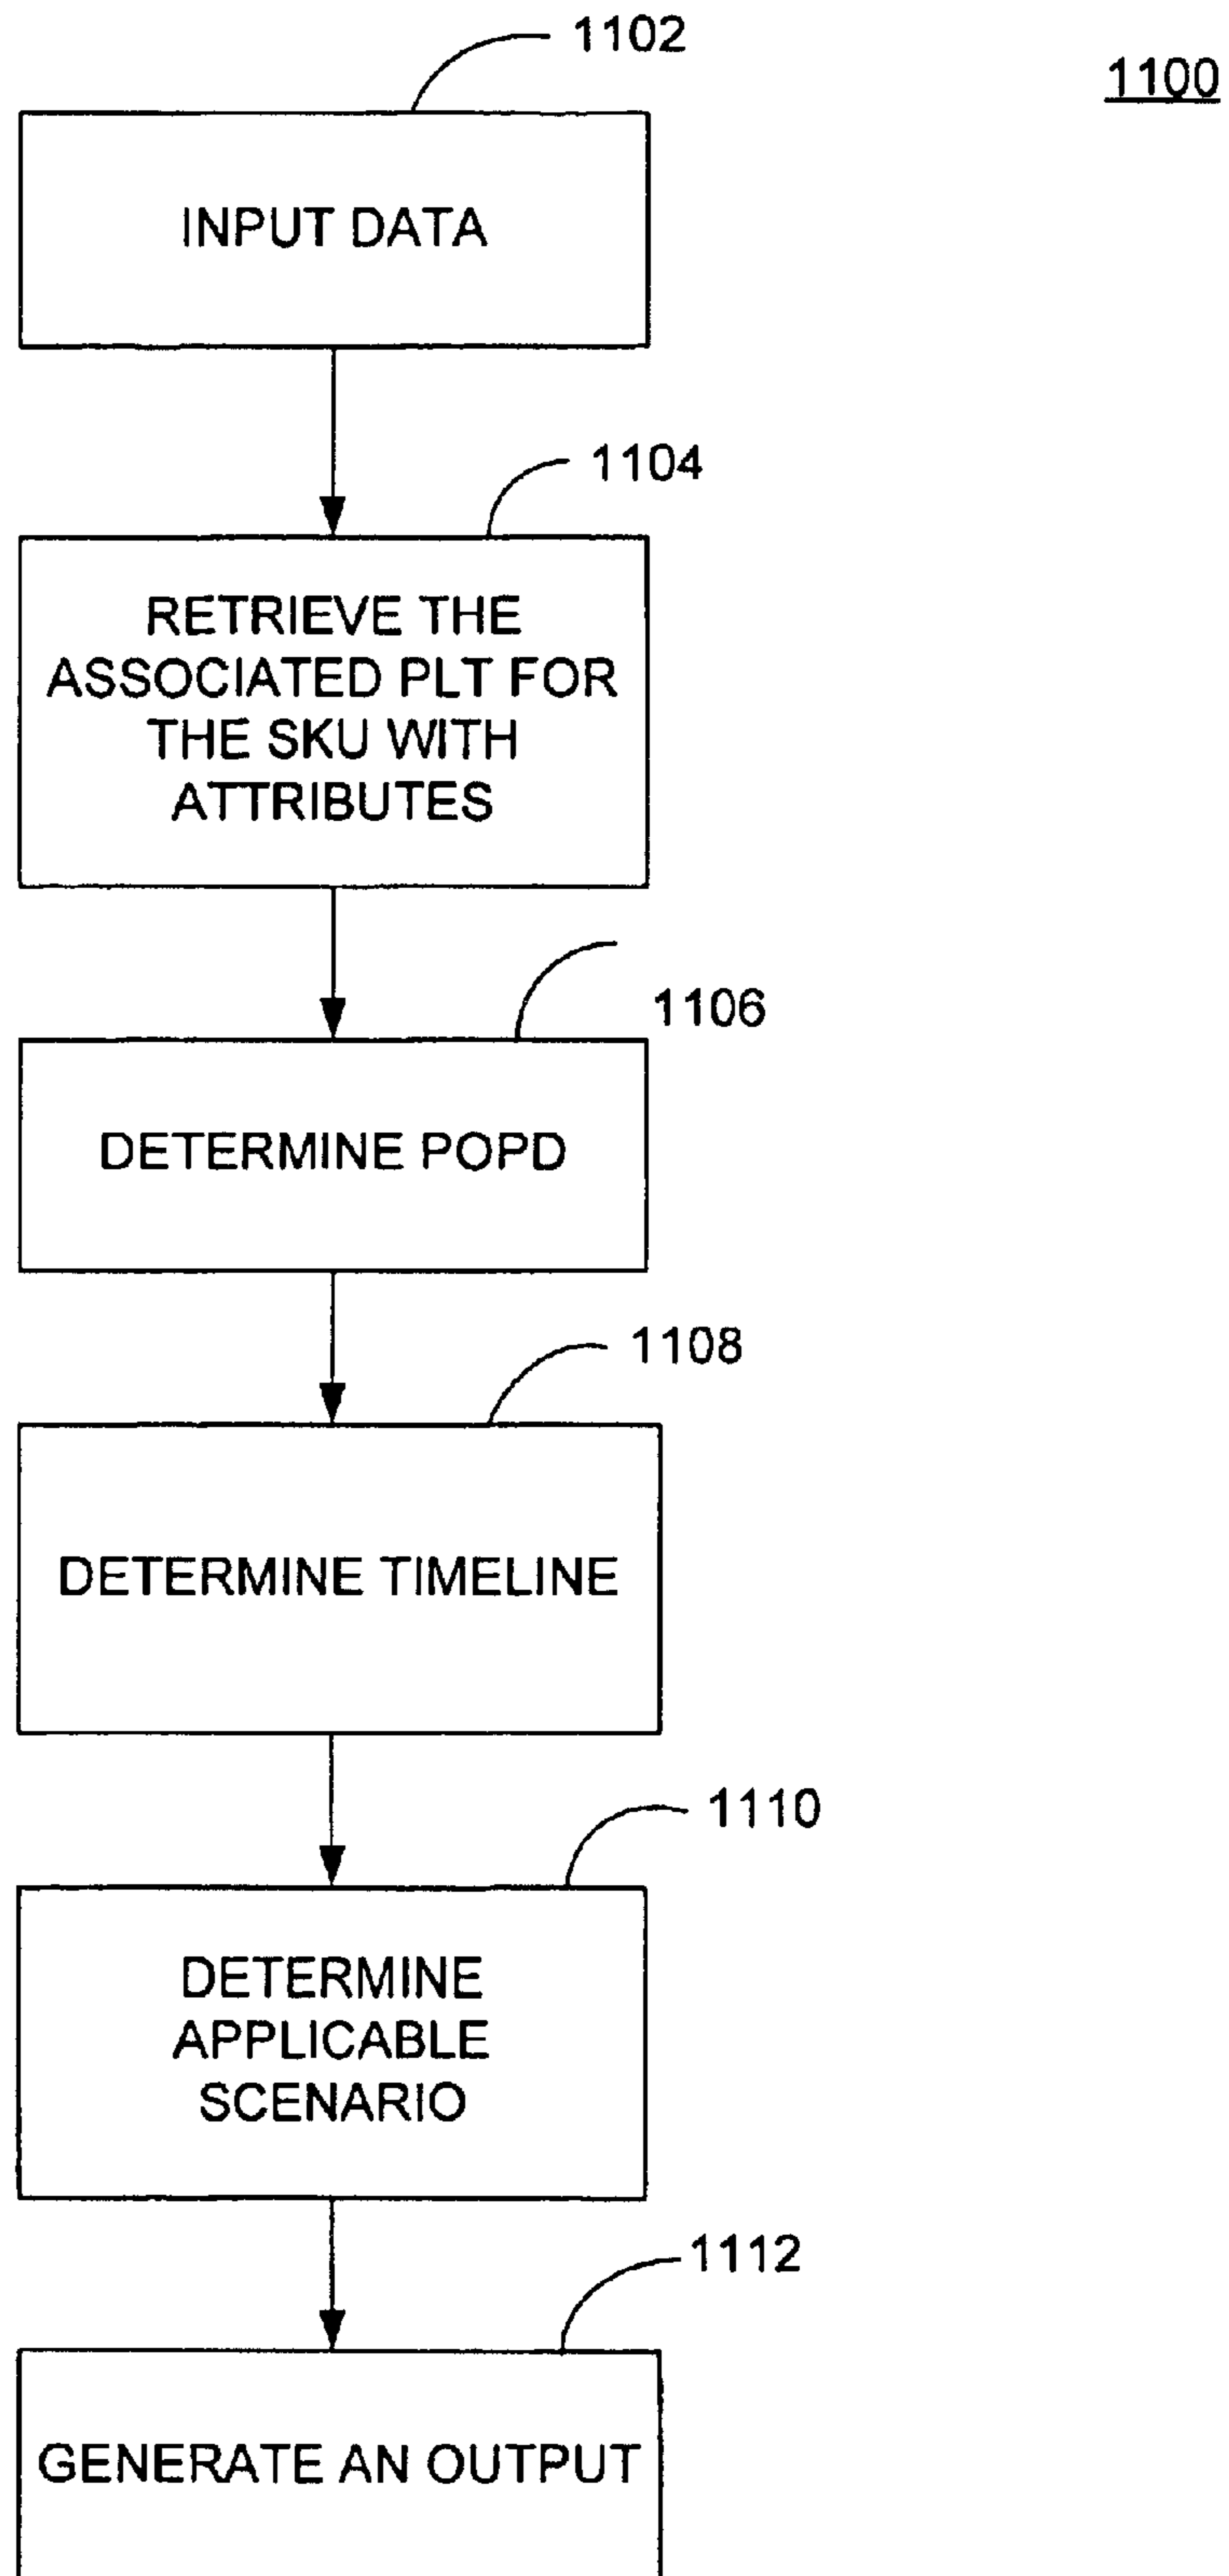 1102
1100
INPUT DATA
1104
RETRIEVE THE
ASSOCIATED PLT FOR
THE SKU WITH
ATTRIBUTES
1106
DETERMINE POPD
1108
DETERMINE TIMELINE
1110
DETERMINE
APPLICABLE
SCENARIO
1112
GENERATE AN OUTPUT